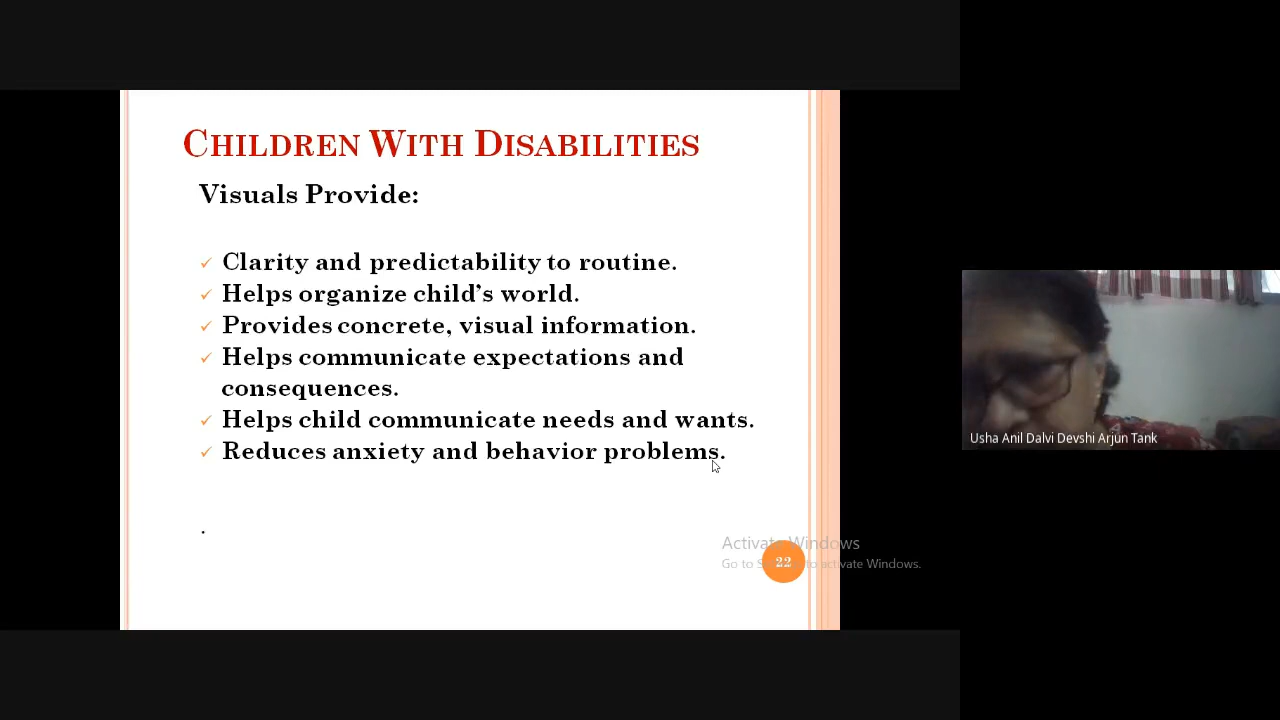 CHILDREN WITH DISABILITIES
Visuals Provide:
✓ Clarity and predictability to routine.
✓ Helps organize child’s world.
✓ Provides concrete, visual information.
✓ Helps communicate expectations and
consequences.
✓ Helps child communicate needs and wants.
✓ Reduces anxiety and behavior problems.
.
Activate Windows
Go to S to activate Windows.
22
Usha Anil Dalvi Devshi Arjun Tank